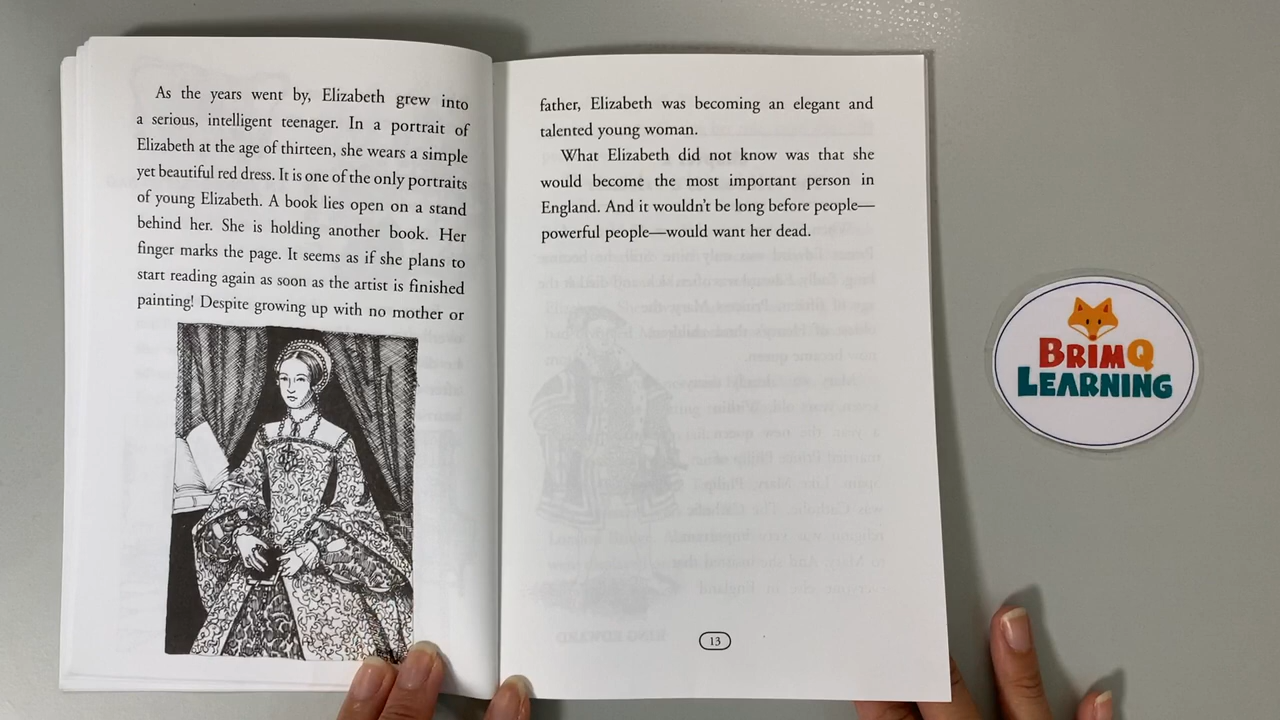 As the years went by, Elizabeth grew into
a serious, intelligent teenager. In a portrait of
Elizabeth at the age of thirteen, she wears a simple
yet beautiful red dress. It is one of the only portraits
of young Elizabeth. A book lies open on a stand
behind her. She is holding another book. Her
finger marks the page. It seems as if she plans to
start reading again as soon as the artist is finished
painting! Despite growing up with no mother or
father, Elizabeth was becoming an elegant and
talented young woman.
What Elizabeth did not know was that she
would become the most important person in
England. And it wouldn't be long before people—
powerful people—would want her dead.
13
BRIMQ
LEARNING